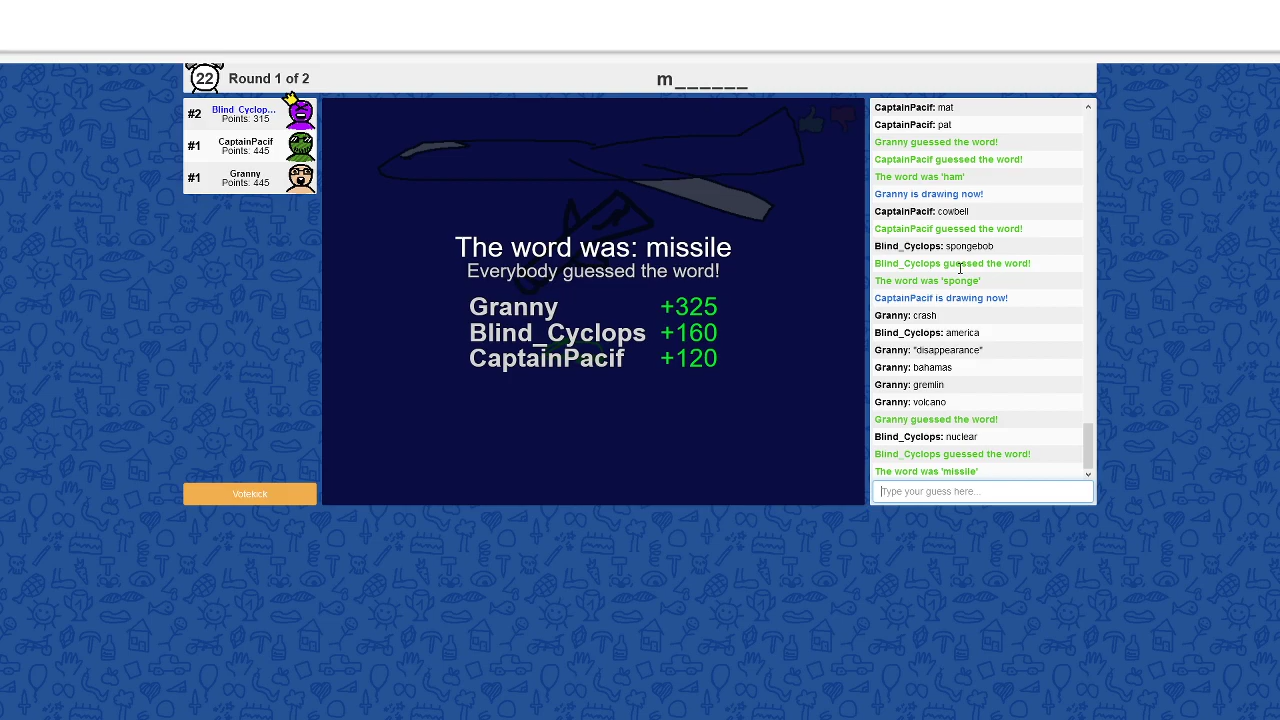 22
Round 1 of 2
m______
#2
Blind_Cyclop...
Points: 315
#1
CaptainPacif
Points: 445
#1
Granny
Points: 445
Votekick
The word was: missile
Everybody guessed the word!
Granny +325
Blind_Cyclops +160
CaptainPacif +120
CaptainPacif: mat
CaptainPacif: pat
Granny guessed the word!
CaptainPacif guessed the word!
The word was 'ham'
Granny is drawing now!
CaptainPacif: cowbell
CaptainPacif guessed the word!
Blind_Cyclops: spongebob
Blind_Cyclops guessed the word!
The word was 'sponge'
CaptainPacif is drawing now!
Granny: crash
Blind_Cyclops: america
Granny: "disappearance"
Granny: bahamas
Granny: gremlin
Granny: volcano
Granny guessed the word!
Blind_Cyclops: nuclear
Blind_Cyclops guessed the word!
The word was 'missile'
Type your guess here...